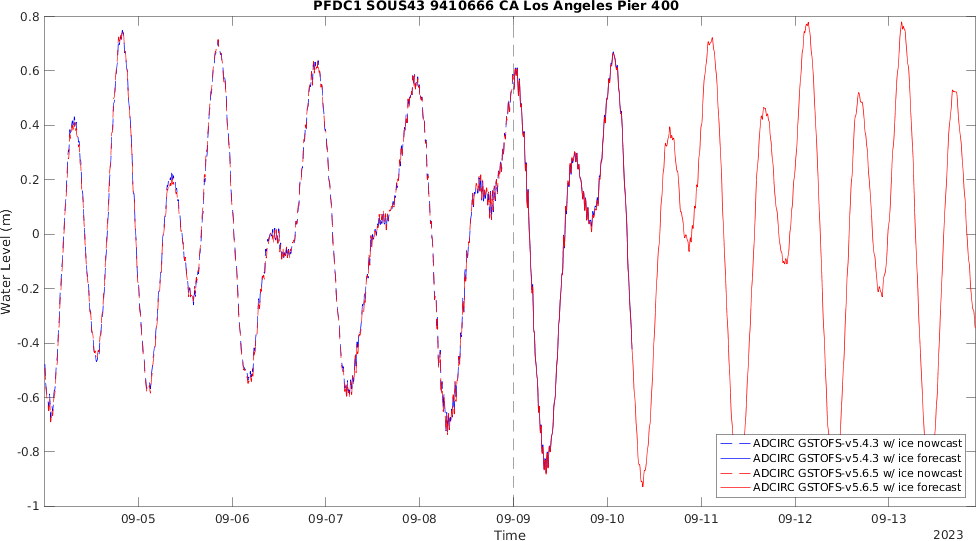 PFDC1 SOUS43 9410666 CA Los Angeles Pier 400
0.8
0.6
0.4
0.2
0
-0.2
-0.4
-0.6
-0.8
-1
Water Level (m)
ADCIRC GSTOFS-v5.4.3 w/ ice nowcast
ADCIRC GSTOFS-v5.4.3 w/ ice forecast
ADCIRC GSTOFS-v5.6.5 w/ ice nowcast
ADCIRC GSTOFS-v5.6.5 w/ ice forecast
09-05 09-06 09-07 09-08 09-09 09-10 09-11 09-12 09-13
Time
2023